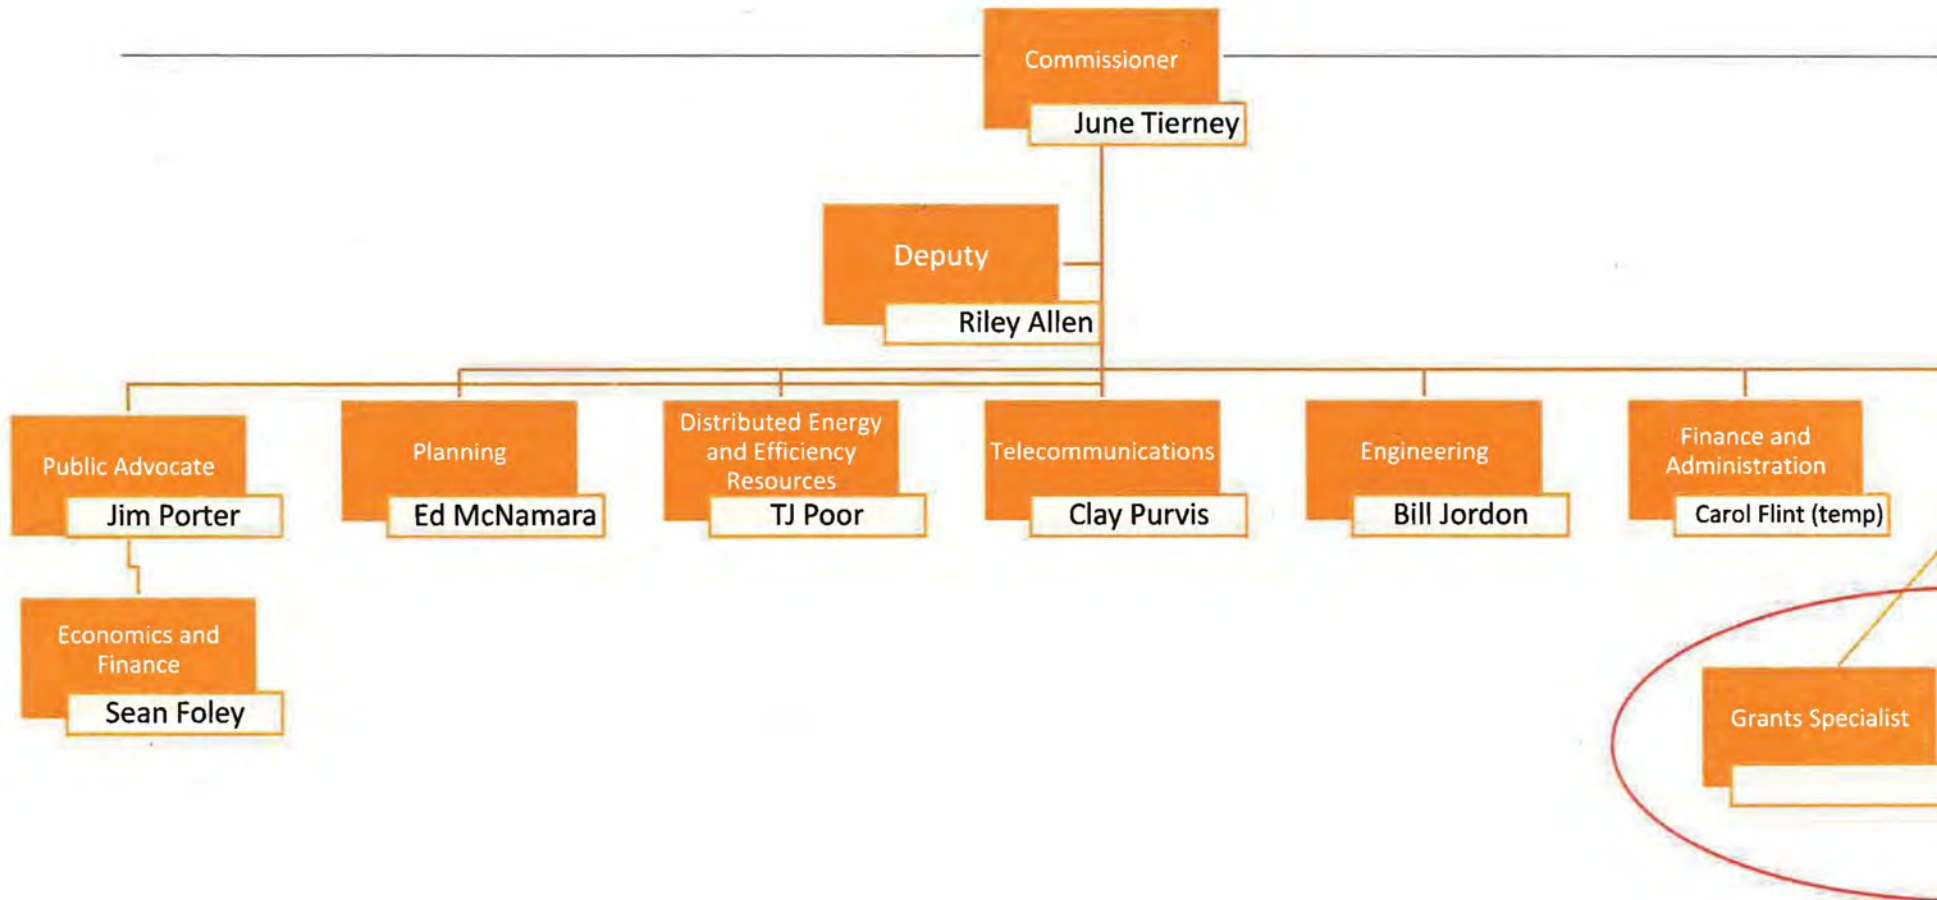 Commissioner
June Tierney
Deputy
Riley Allen
Public Advocate
Jim Porter
Planning
Ed McNamara
Distributed Energy
and Efficiency
Resources
TJ Poor
Telecommunications
Clay Purvis
Engineering
Bill Jordon
Finance and
Administration
Carol Flint (temp)
Economics and
Finance
Sean Foley
Grants Specialist